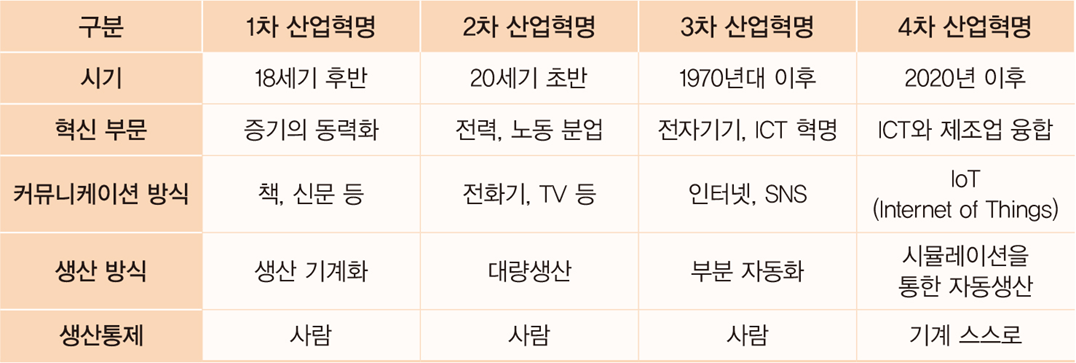 구분 1차 산업혁명 2차 산업혁명 3차 산업혁명 4차 산업혁명
시기 18세기 후반 20세기 초반 1970년대 이후 2020년 이후
혁신 부문 증기의 동력화 전력, 노동 분업 전자기기, ICT 혁명 ICT와 제조업 융합
커뮤니케이션 방식 책, 신문 등 전화기, TV 등 인터넷, SNS IoT
(Internet of Things)
생산 방식 생산 기계화 대량생산 부분 자동화 시뮬레이션을
통한 자동생산
생산통제 사람 사람 사람 기계 스스로